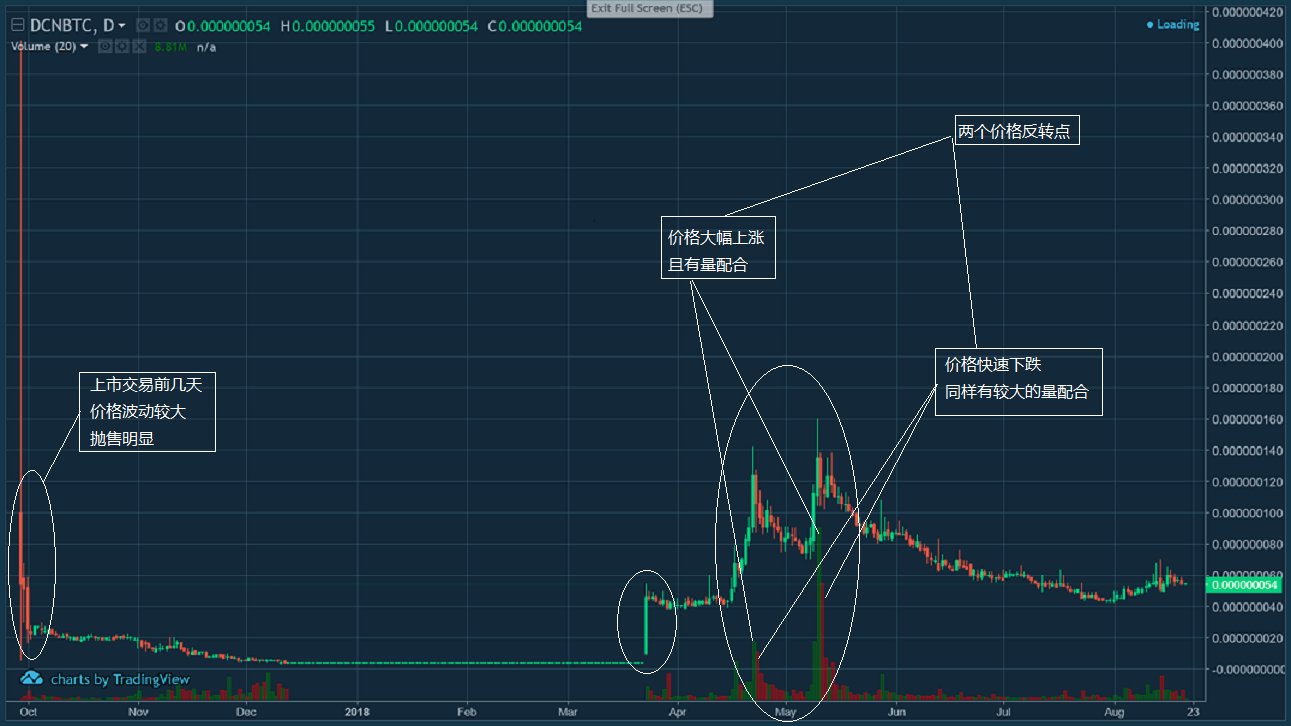 Exit Full Screen (ESC)
DCNBTC, D O0.000000054 H0.000000055 L0.000000054 C0.000000054
Loading
Volume (20) 8.81M n/a
0.000000420
0.000000400
0.000000380
0.000000360
0.000000340
0.000000320
0.000000300
0.000000280
0.000000260
0.000000240
0.000000220
0.000000200
0.000000180
0.000000160
0.000000140
0.000000120
0.000000100
0.000000080
0.000000060
0.000000054
0.000000040
0.000000020
-0.000000000
两个价格反转点
价格大幅上涨
且有量配合
价格快速下跌
同样有较大的量配合
上市交易前几天
价格波动较大
抛售明显
charts by TradingView
Oct Nov Dec 2018 Feb Mar Apr May Jun Jul Aug 23